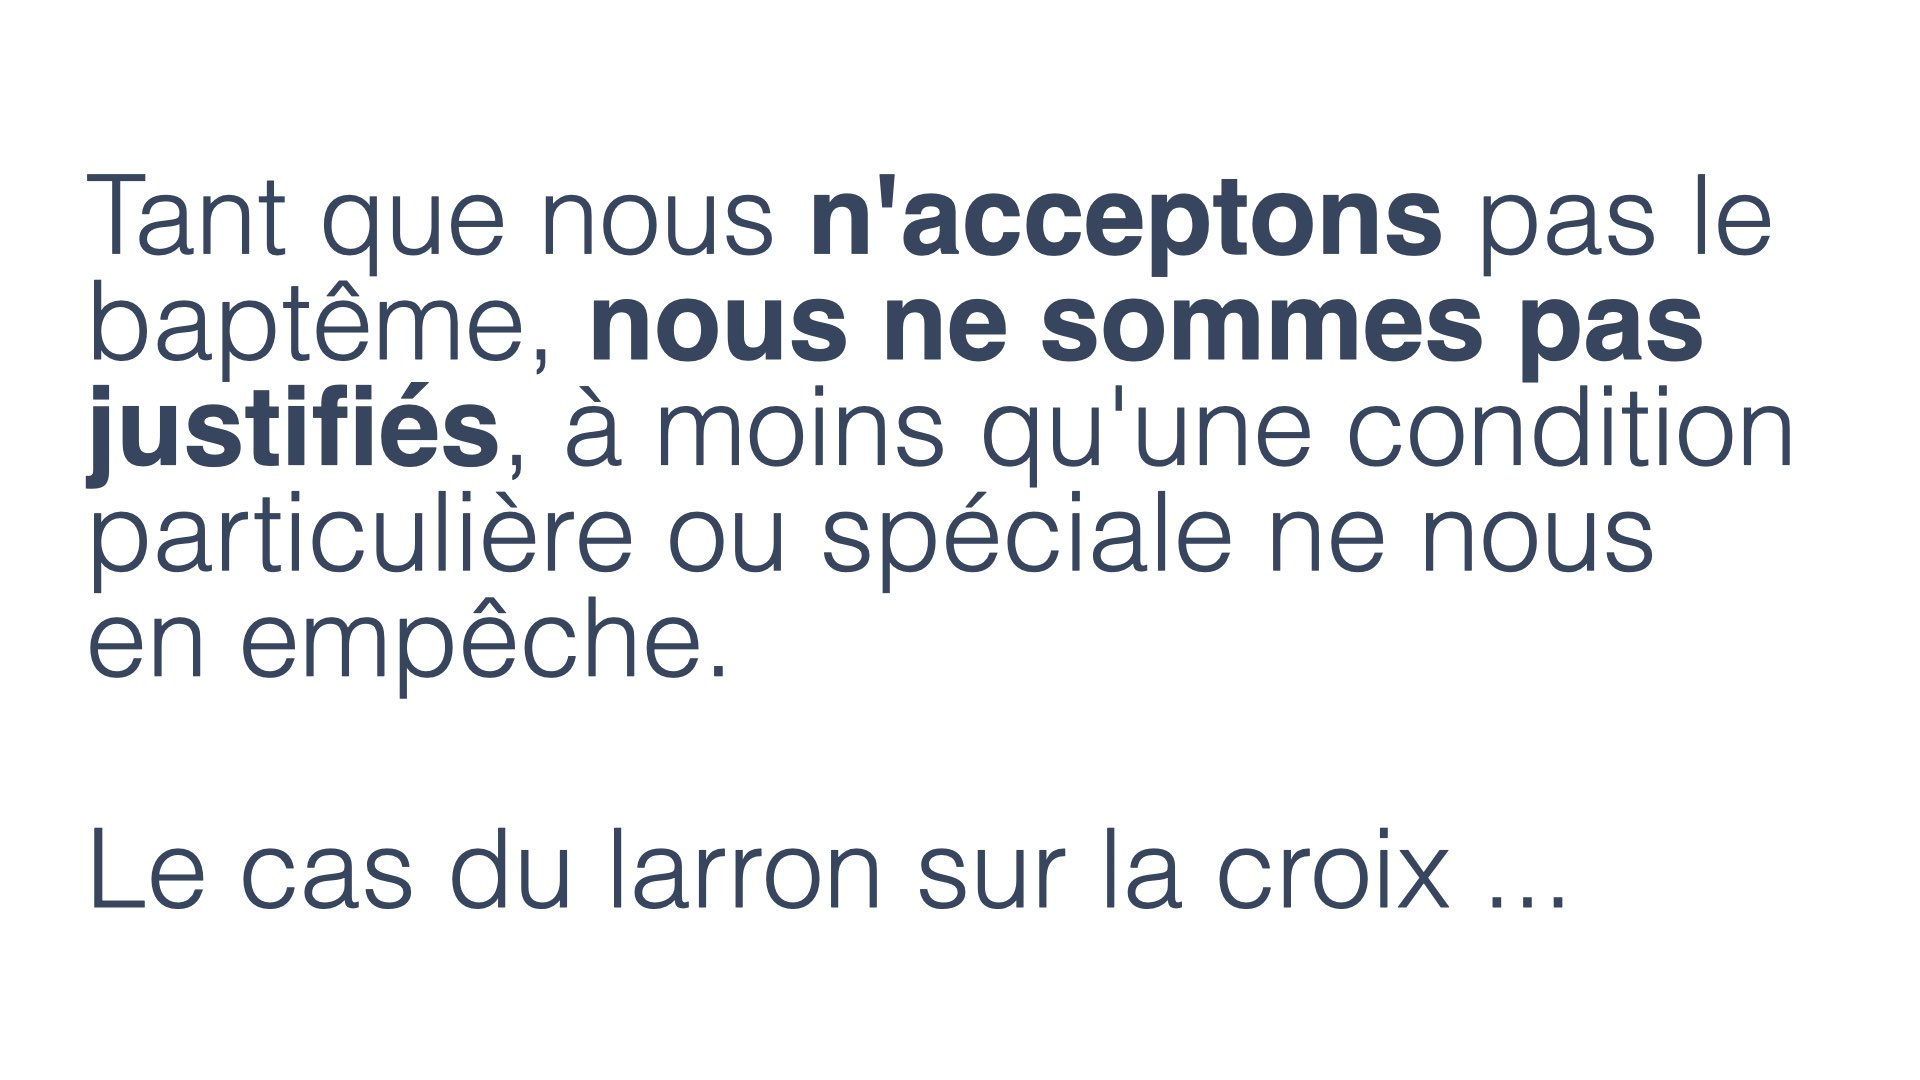 Tant que nous n'acceptons pas le
baptême, nous ne sommes pas
justifiés, à moins qu'une condition
particulière ou spéciale ne nous
en empêche.
Le cas du larron sur la croix ...